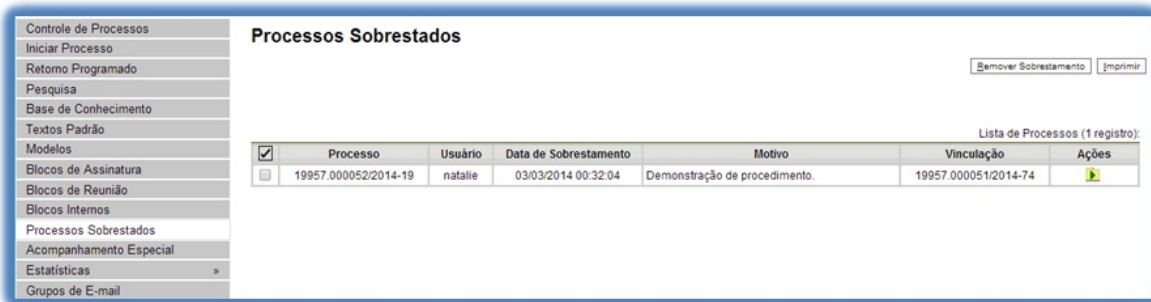 Controle de Processos
Iniciar Processo
Retorno Programado
Pesquisa
Base de Conhecimento
Textos Padrão
Modelos
Blocos de Assinatura
Blocos de Reunião
Blocos Internos
Processos Sobrestados
Acompanhamento Especial
Estatísticas »
Grupos de E-mail
Processos Sobrestados
Remover Sobrestamento Imprimir
Lista de Processos (1 registro):
Processo Usuário Data de Sobrestamento Motivo Vinculação Ações
19957.000052/2014-19 natalie 03/03/2014 00:32:04 Demonstração de procedimento. 19957.000051/2014-74